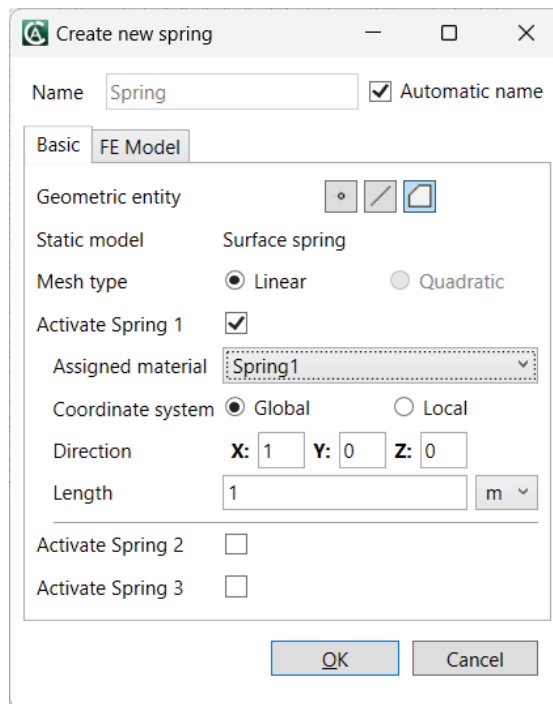 Create new spring
Name Spring Automatic name
Basic FE Model
Geometric entity
Static model Surface spring
Mesh type Linear Quadratic
Activate Spring 1
Assigned material Spring1
Coordinate system Global Local
Direction X: 1 Y: 0 Z: 0
Length 1 m
Activate Spring 2
Activate Spring 3
OK Cancel